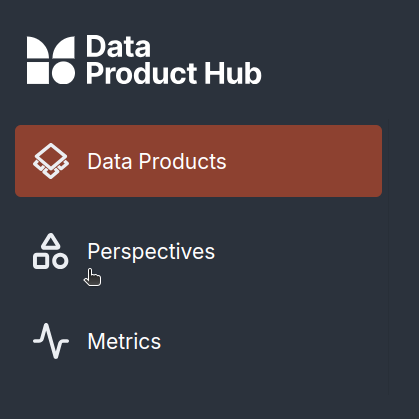 Data
Product Hub
Data Products
Perspectives
Metrics